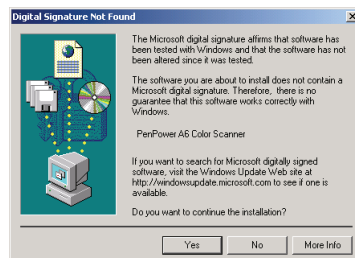 Digital Signature Not Found
The Microsoft digital signature affirms that software has
been tested with Windows and that the software has not
been altered since it was tested.
The software you are about to install does not contain a
Microsoft digital signature. Therefore, there is no
guarantee that this software works correctly with
Windows.
PenPower A6 Color Scanner
If you want to search for Microsoft digitally signed
software, visit the Windows Update Web site at
http://windowsupdate.microsoft.com to see if one is
available.
Do you want to continue the installation?
Yes No More Info